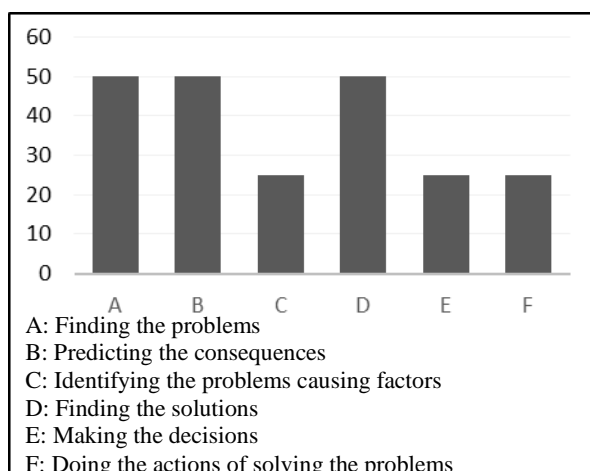 60
50
40
30
20
10
0
A B C D E F
A: Finding the problems
B: Predicting the consequences
C: Identifying the problems causing factors
D: Finding the solutions
E: Making the decisions
F: Doing the actions of solving the problems